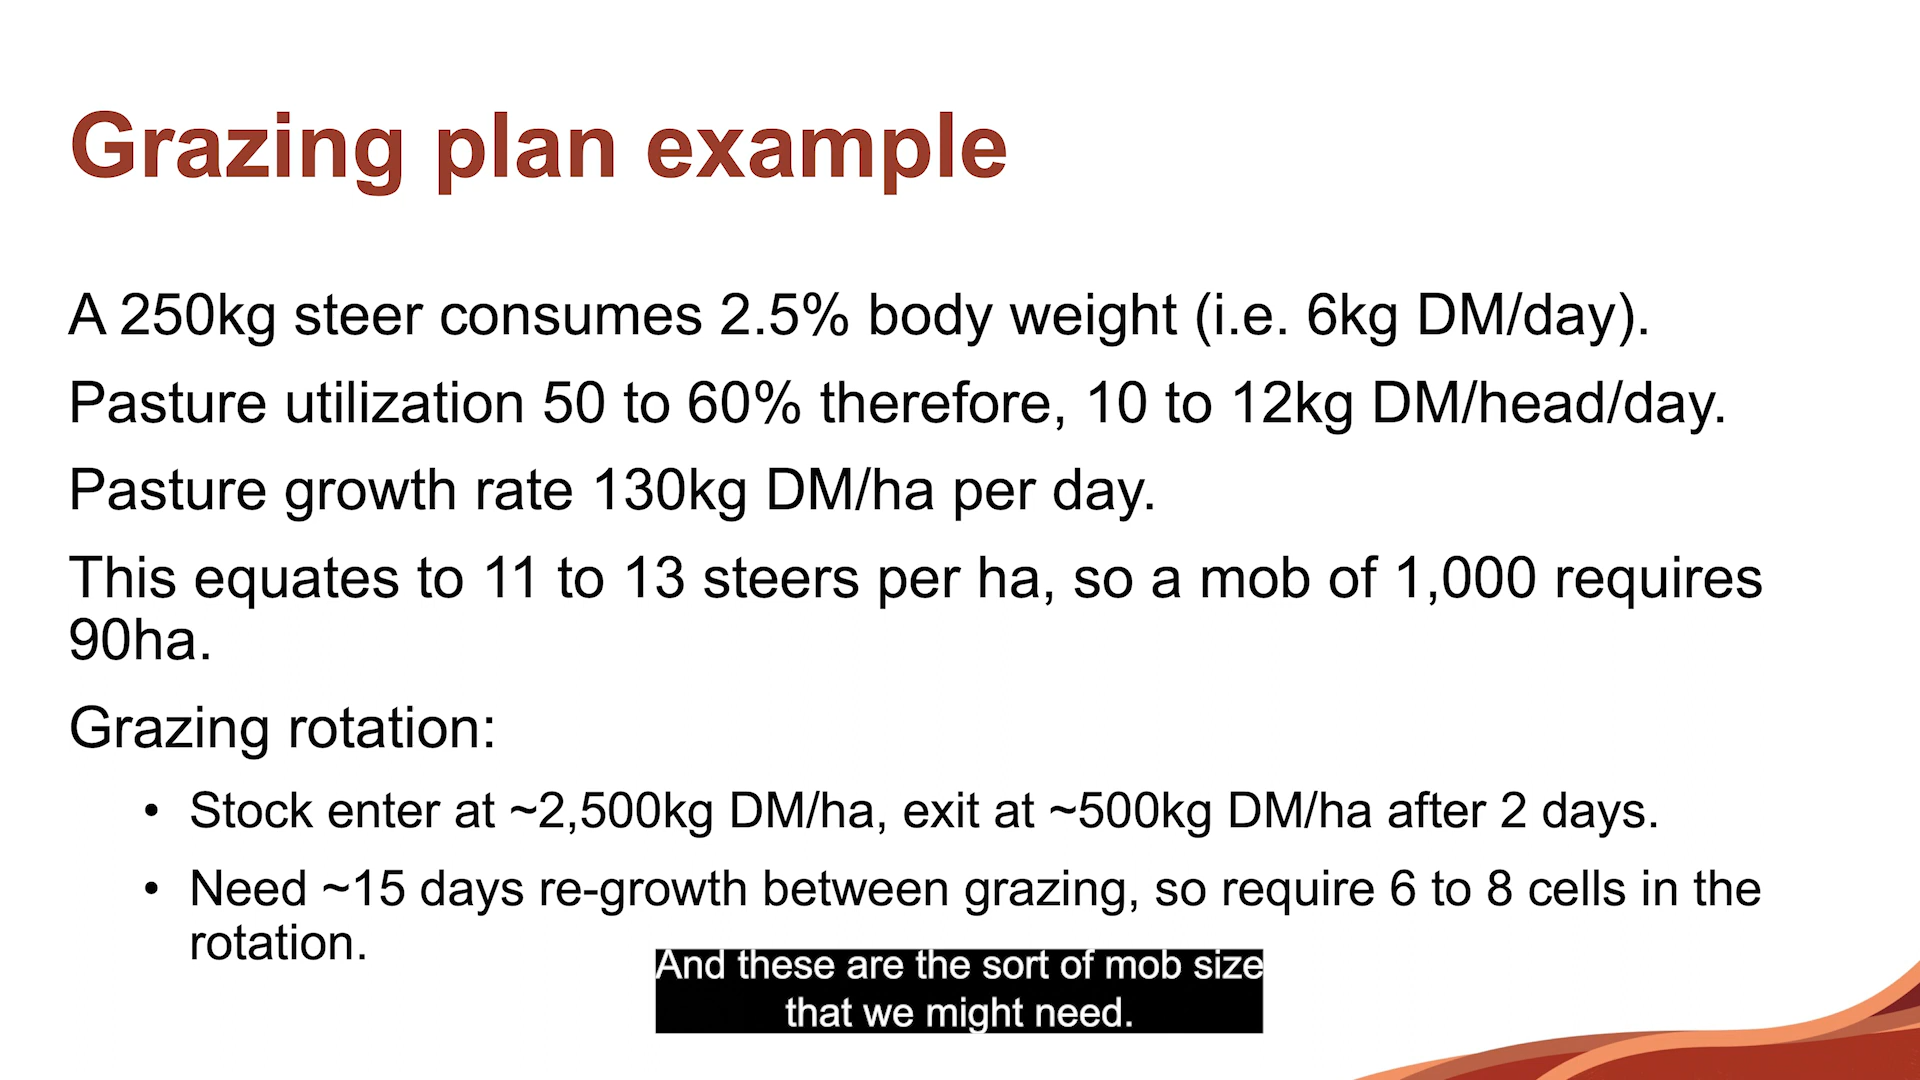 Grazing plan example
A 250kg steer consumes 2.5% body weight (i.e. 6kg DM/day).
Pasture utilization 50 to 60% therefore, 10 to 12kg DM/head/day.
Pasture growth rate 130kg DM/ha per day.
This equates to 11 to 13 steers per ha, so a mob of 1,000 requires
90ha.
Grazing rotation:
• Stock enter at ~2,500kg DM/ha, exit at ~500kg DM/ha after 2 days.
• Need ~15 days re-growth between grazing, so require 6 to 8 cells in the
rotation.
And these are the sort of mob size
that we might need.